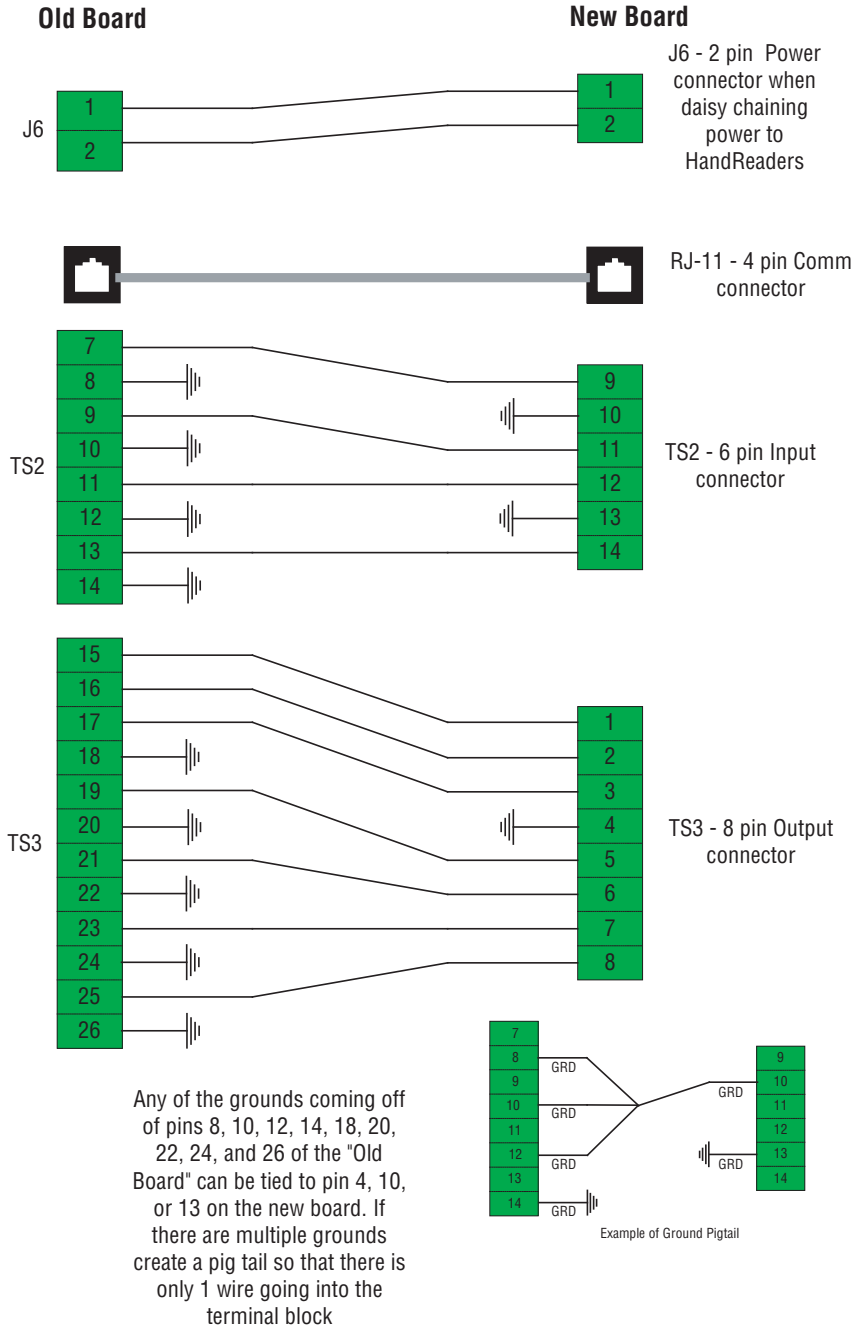 Old Board
New Board
J6
1
2
1
2
J6 - 2 pin  Power
connector when
daisy chaining
power to
HandReaders
RJ-11 - 4 pin Comm
connector
TS2
7
8
9
10
11
12
13
14
9
10
11
12
13
14
TS2 - 6 pin Input
connector
TS3
15
16
17
18
19
20
21
22
23
24
25
26
1
2
3
4
5
6
7
8
TS3 - 8 pin Output
connector
Any of the grounds coming off
of pins 8, 10, 12, 14, 18, 20,
22, 24, and 26 of the "Old
Board" can be tied to pin 4, 10,
or 13 on the new board. If
there are multiple grounds
create a pig tail so that there is
only 1 wire going into the
terminal block
7
8
9
10
11
12
13
14
GRD
GRD
GRD
GRD
GRD
GRD
9
10
11
12
13
14
Example of Ground Pigtail